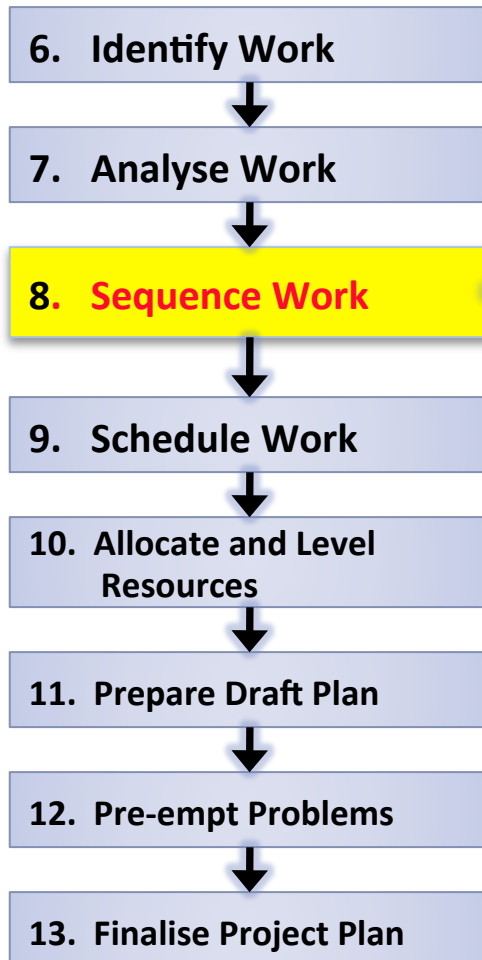 6. Identify Work
7. Analyse Work
8. Sequence Work
9. Schedule Work
10. Allocate and Level
Resources
11. Prepare Draft Plan
12. Pre-empt Problems
13. Finalise Project Plan